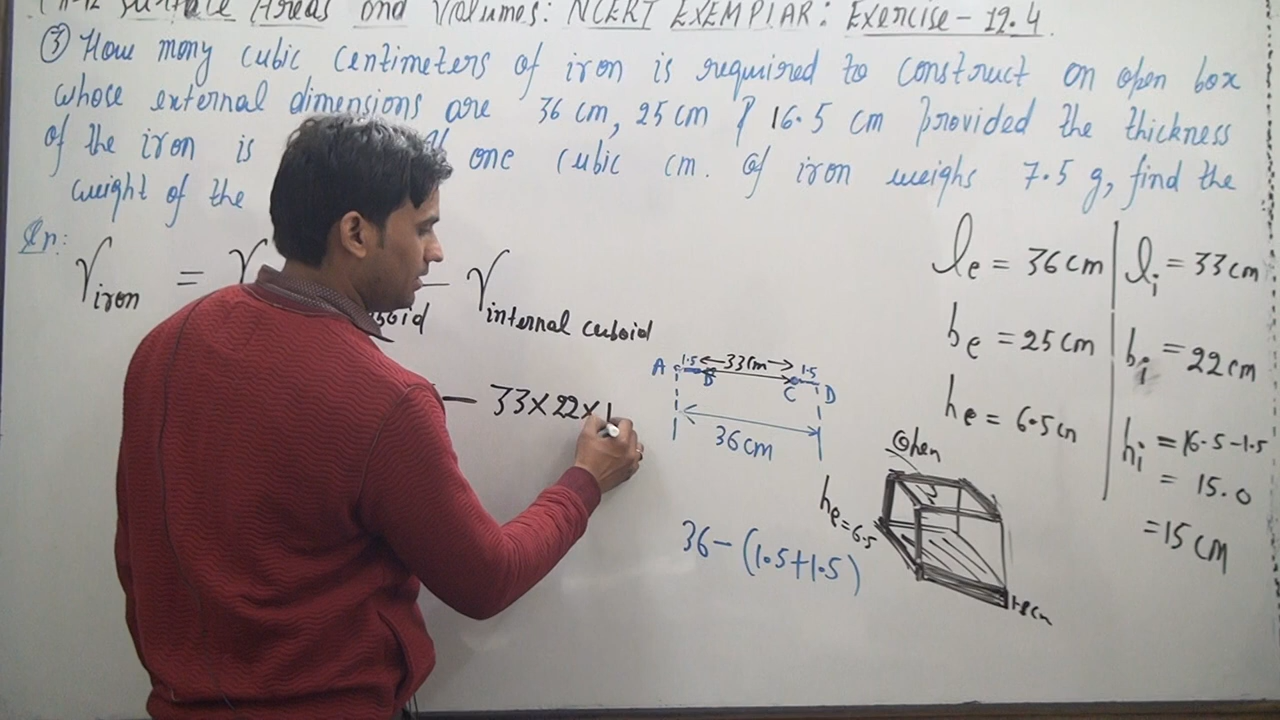 Surface Areas and Volumes: NCERT EXEMPLAR: Exercise - 12.4
③ How many cubic centimeters of iron is required to construct an open box
whose external dimensions are 36 cm, 25 cm & 16.5 cm provided the thickness
of the iron is one cubic cm. of iron weighs 7.5 g, find the
weight of the
V iron = V - V internal cuboid
- 33×22×1
A 1.5 B 33cm C 1.5 D
36cm
36-(1.5+1.5)
le = 36cm
be = 25cm
he = 6.5cm
li = 33cm
bi = 22cm
hi = 16.5-1.5
= 15.0
=15cm
Open
he=6.5